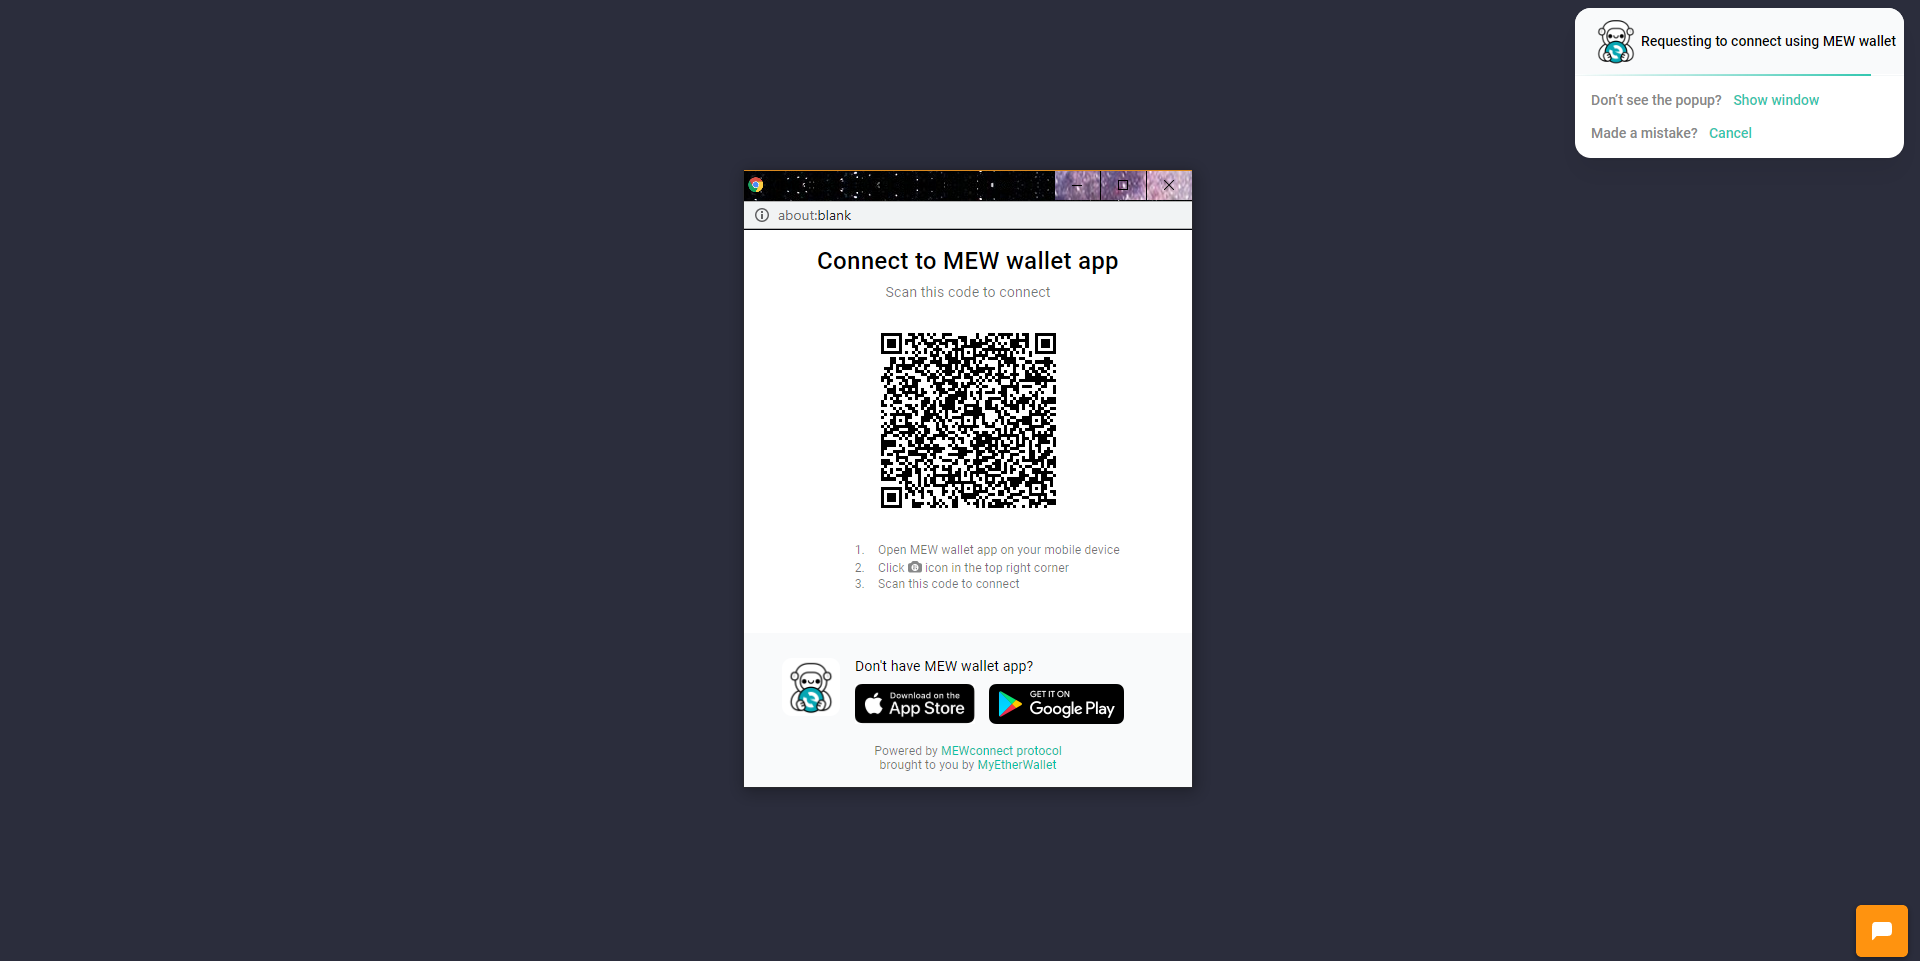 Requesting to connect using MEW wallet
Don't see the popup? Show window
Made a mistake? Cancel
about:blank
Connect to MEW wallet app
Scan this code to connect
1. Open MEW wallet app on your mobile device
2. Click icon in the top right corner
3. Scan this code to connect
Don't have MEW wallet app?
Download on the
App Store
GET IT ON
Google Play
Powered by MEWconnect protocol
brought to you by MyEtherWallet